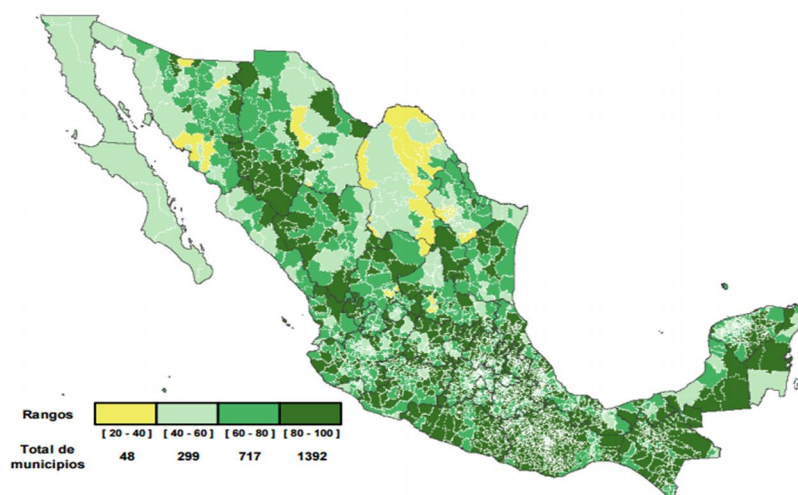 Rangos
[ 20 - 40 ] [ 40 - 60 ] [ 60 - 80 ] [ 80 - 100 ]
Total de municipios 48 299 717 1392